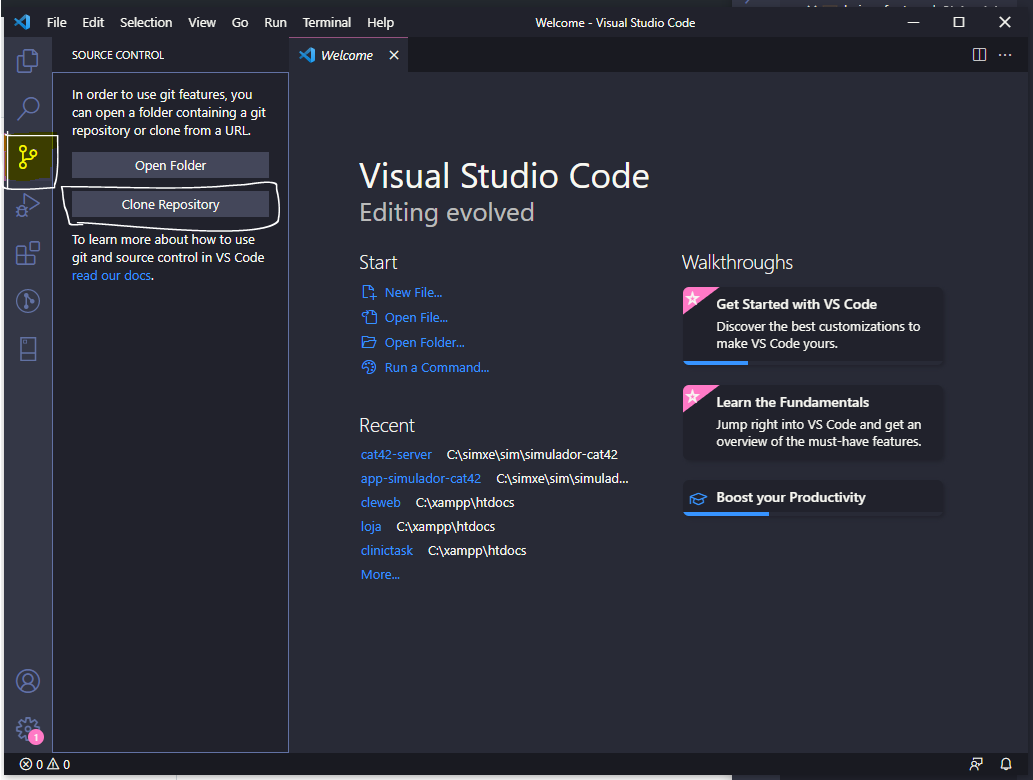 File Edit Selection View Go Run Terminal Help Welcome - Visual Studio Code
SOURCE CONTROL
Welcome
In order to use git features, you
can open a folder containing a git
repository or clone from a URL.
Open Folder
Clone Repository
To learn more about how to use
git and source control in VS Code
read our docs.
Visual Studio Code
Editing evolved
Start
New File...
Open File...
Open Folder...
Run a Command...
Recent
cat42-server C:\simxe\sim\simulador-cat42
app-simulador-cat42 C:\simxe\sim\simulad...
cleweb C:\xampp\htdocs
loja C:\xampp\htdocs
clinictask C:\xampp\htdocs
More...
Walkthroughs
Get Started with VS Code
Discover the best customizations to
make VS Code yours.
Learn the Fundamentals
Jump right into VS Code and get an
overview of the must-have features.
Boost your Productivity
1
0 0